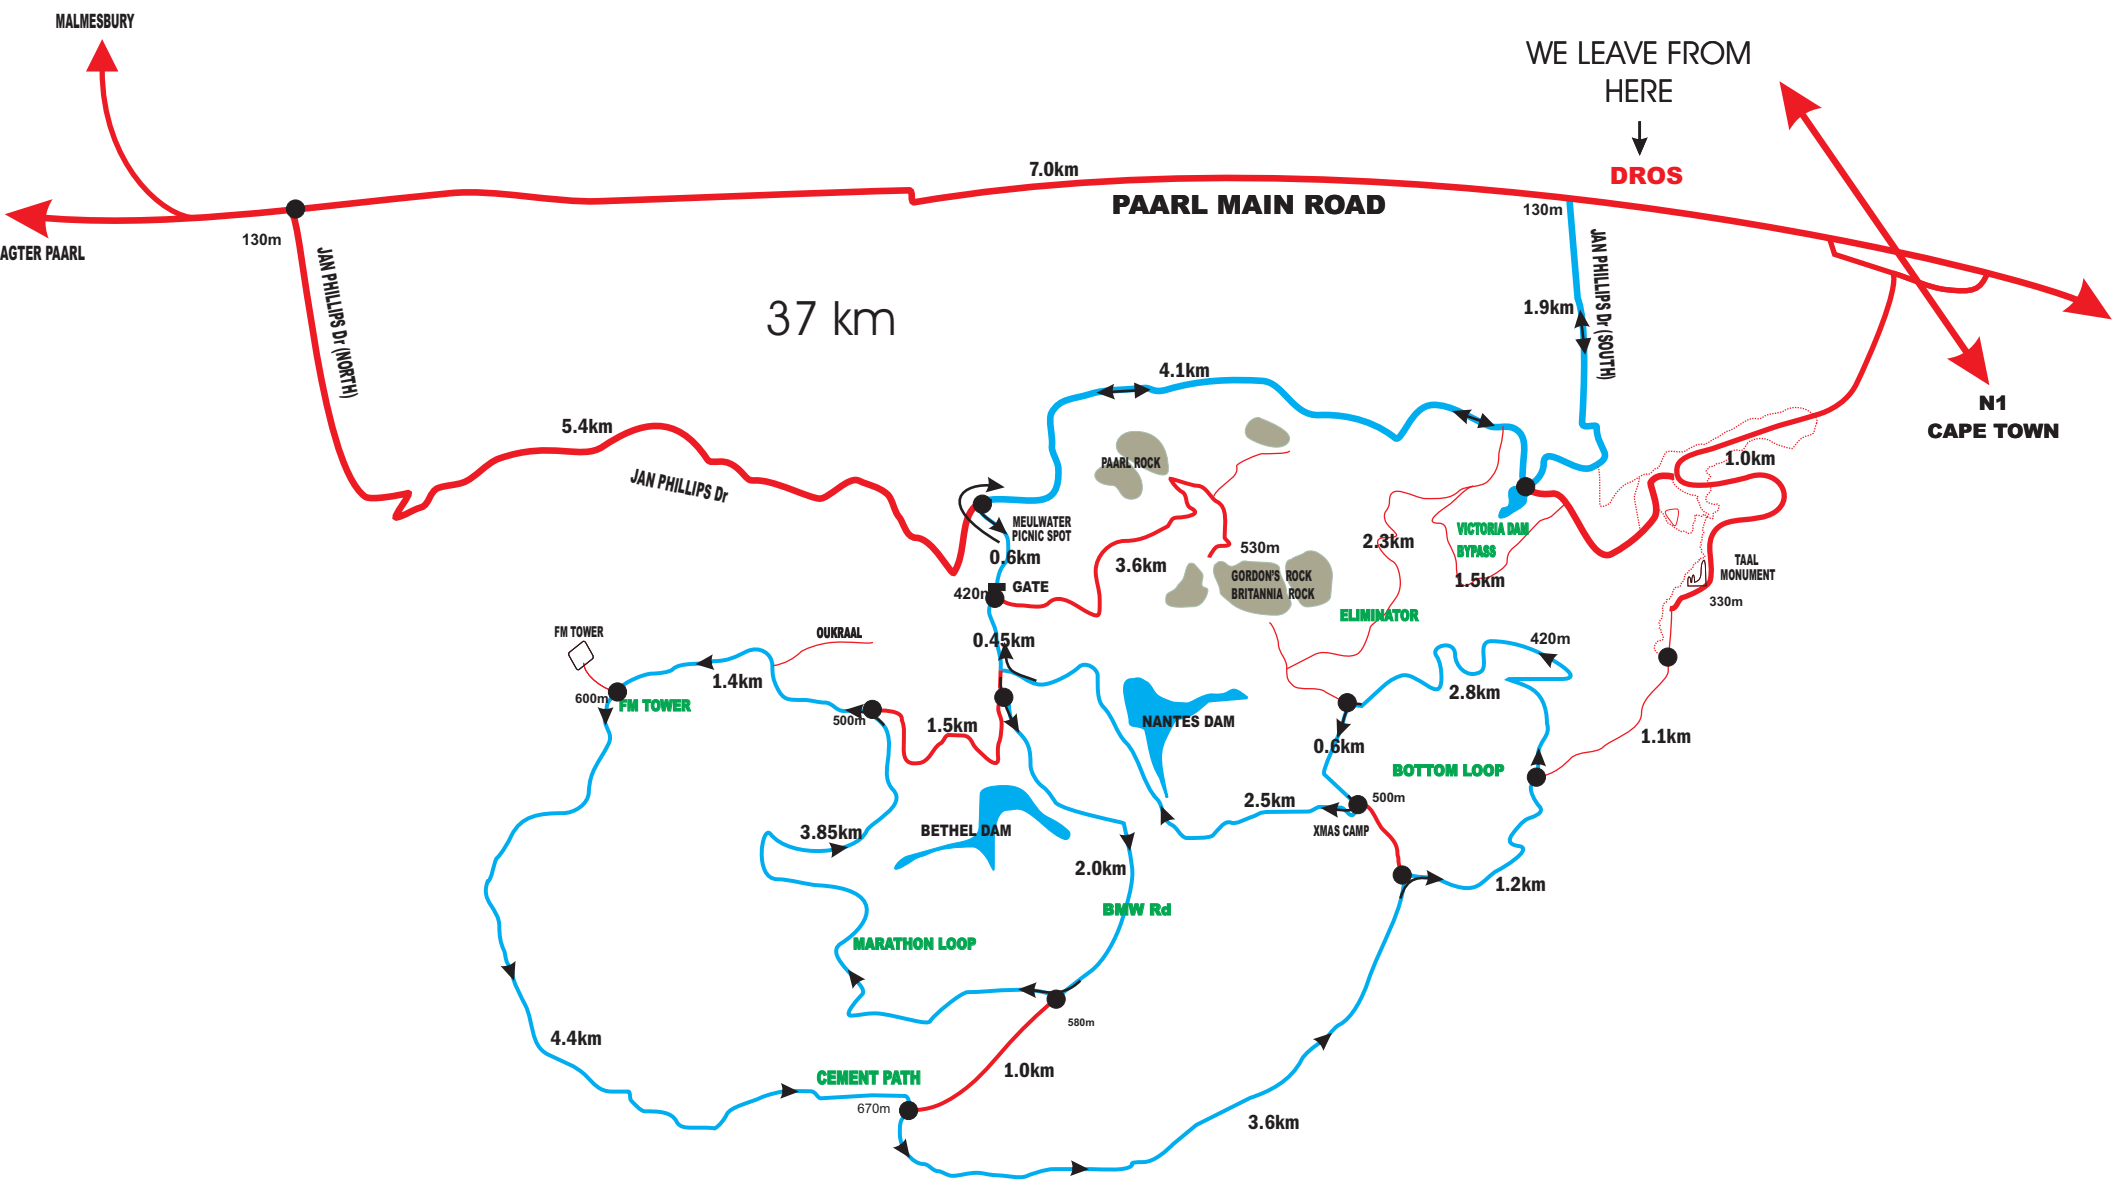 MALMESBURY
WE LEAVE FROM
HERE
DROS
7.0km
PAARL MAIN ROAD
130m
130m
AGTER PAARL
JAN PHILLIPS Dr (NORTH)
JAN PHILLIPS Dr (SOUTH)
37 km
1.9km
4.1km
N1
CAPE TOWN
5.4km
JAN PHILLIPS Dr
PAARL ROCK
1.0km
MEULWATER
PICNIC SPOT
0.6km
VICTORIA DAM
BYPASS
2.3km
530m
3.6km
1.5km
TAAL
MONUMENT
330m
GORDON'S ROCK
BRITANNIA ROCK
GATE
420m
ELIMINATOR
FM TOWER
OUKRAAL
0.45km
420m
1.4km
2.8km
600m
FM TOWER
500m
1.5km
NANTES DAM
0.6km
1.1km
BOTTOM LOOP
2.5km
500m
XMAS CAMP
3.85km
BETHEL DAM
2.0km
1.2km
BMW Rd
MARATHON LOOP
580m
4.4km
1.0km
CEMENT PATH
670m
3.6km